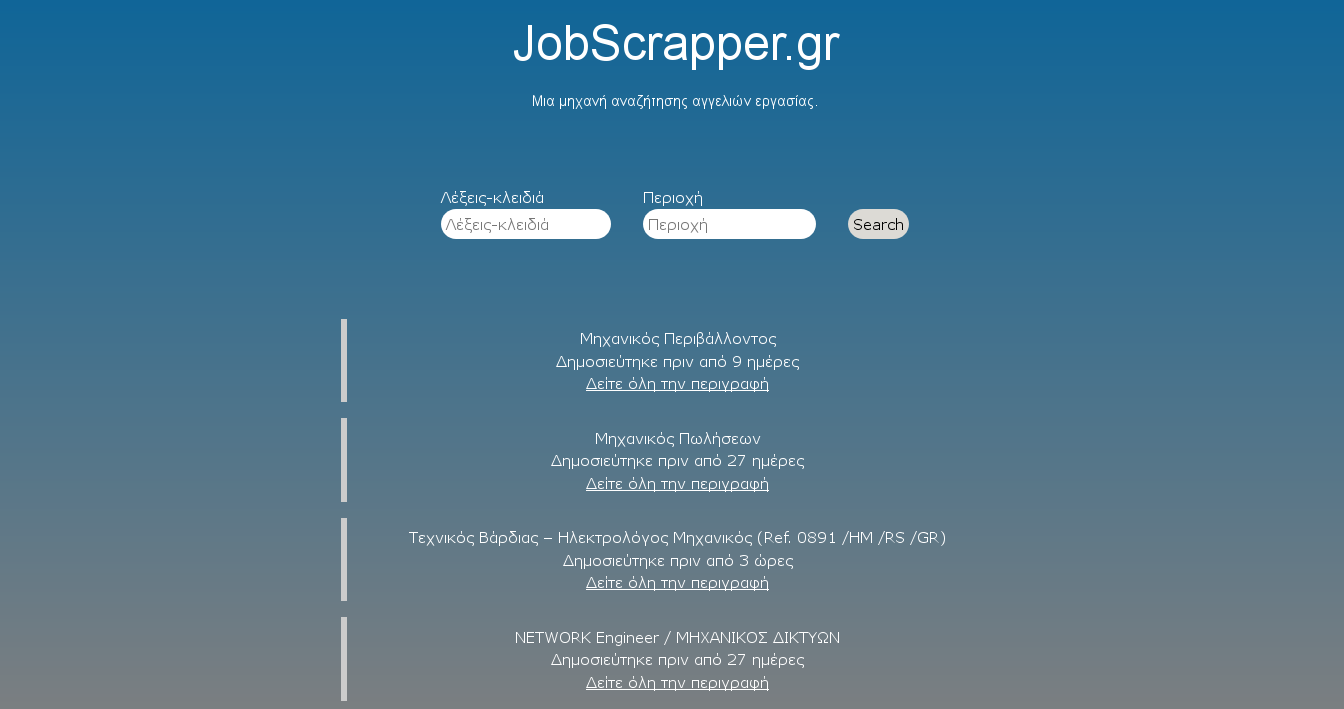 JobScrapper.gr
Μια μηχανή αναζήτησης αγγελιών εργασίας.
Λέξεις-κλειδιά Περιοχή
Λέξεις-κλειδιά Περιοχή Search
Μηχανικός Περιβάλλοντος
Δημοσιεύτηκε πριν από 9 ημέρες
Δείτε όλη την περιγραφή
Μηχανικός Πωλήσεων
Δημοσιεύτηκε πριν από 27 ημέρες
Δείτε όλη την περιγραφή
Τεχνικός Βάρδιας – Ηλεκτρολόγος Μηχανικός (Ref. 0891 /HM /RS /GR)
Δημοσιεύτηκε πριν από 3 ώρες
Δείτε όλη την περιγραφή
NETWORK Engineer / ΜΗΧΑΝΙΚΟΣ ΔΙΚΤΥΩΝ
Δημοσιεύτηκε πριν από 27 ημέρες
Δείτε όλη την περιγραφή